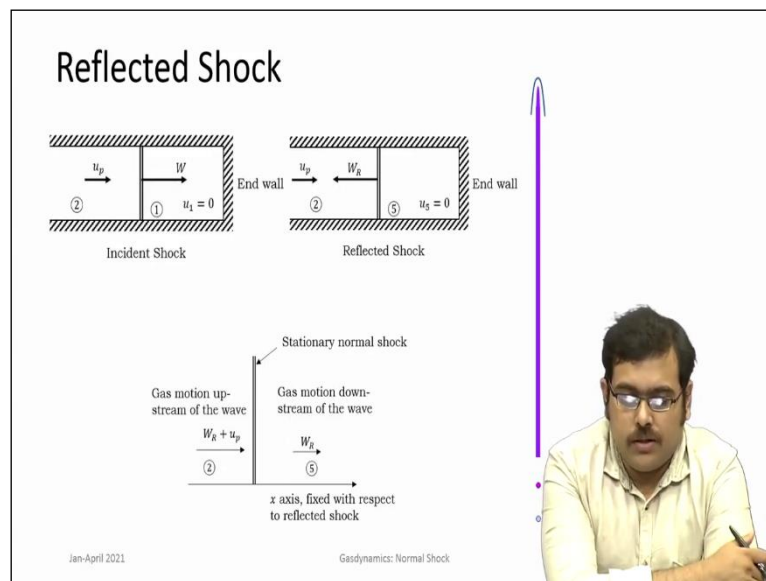 Reflected Shock
u_p
W
②
①
u₁ = 0
End wall
Incident Shock
u_p
W_R
②
⑤
u₅ = 0
End wall
Reflected Shock
Stationary normal shock
Gas motion up-
stream of the wave
Gas motion down-
stream of the wave
W_R + u_p
W_R
②
⑤
x axis, fixed with respect
to reflected shock
Jan-April 2021
Gasdynamics: Normal Shock